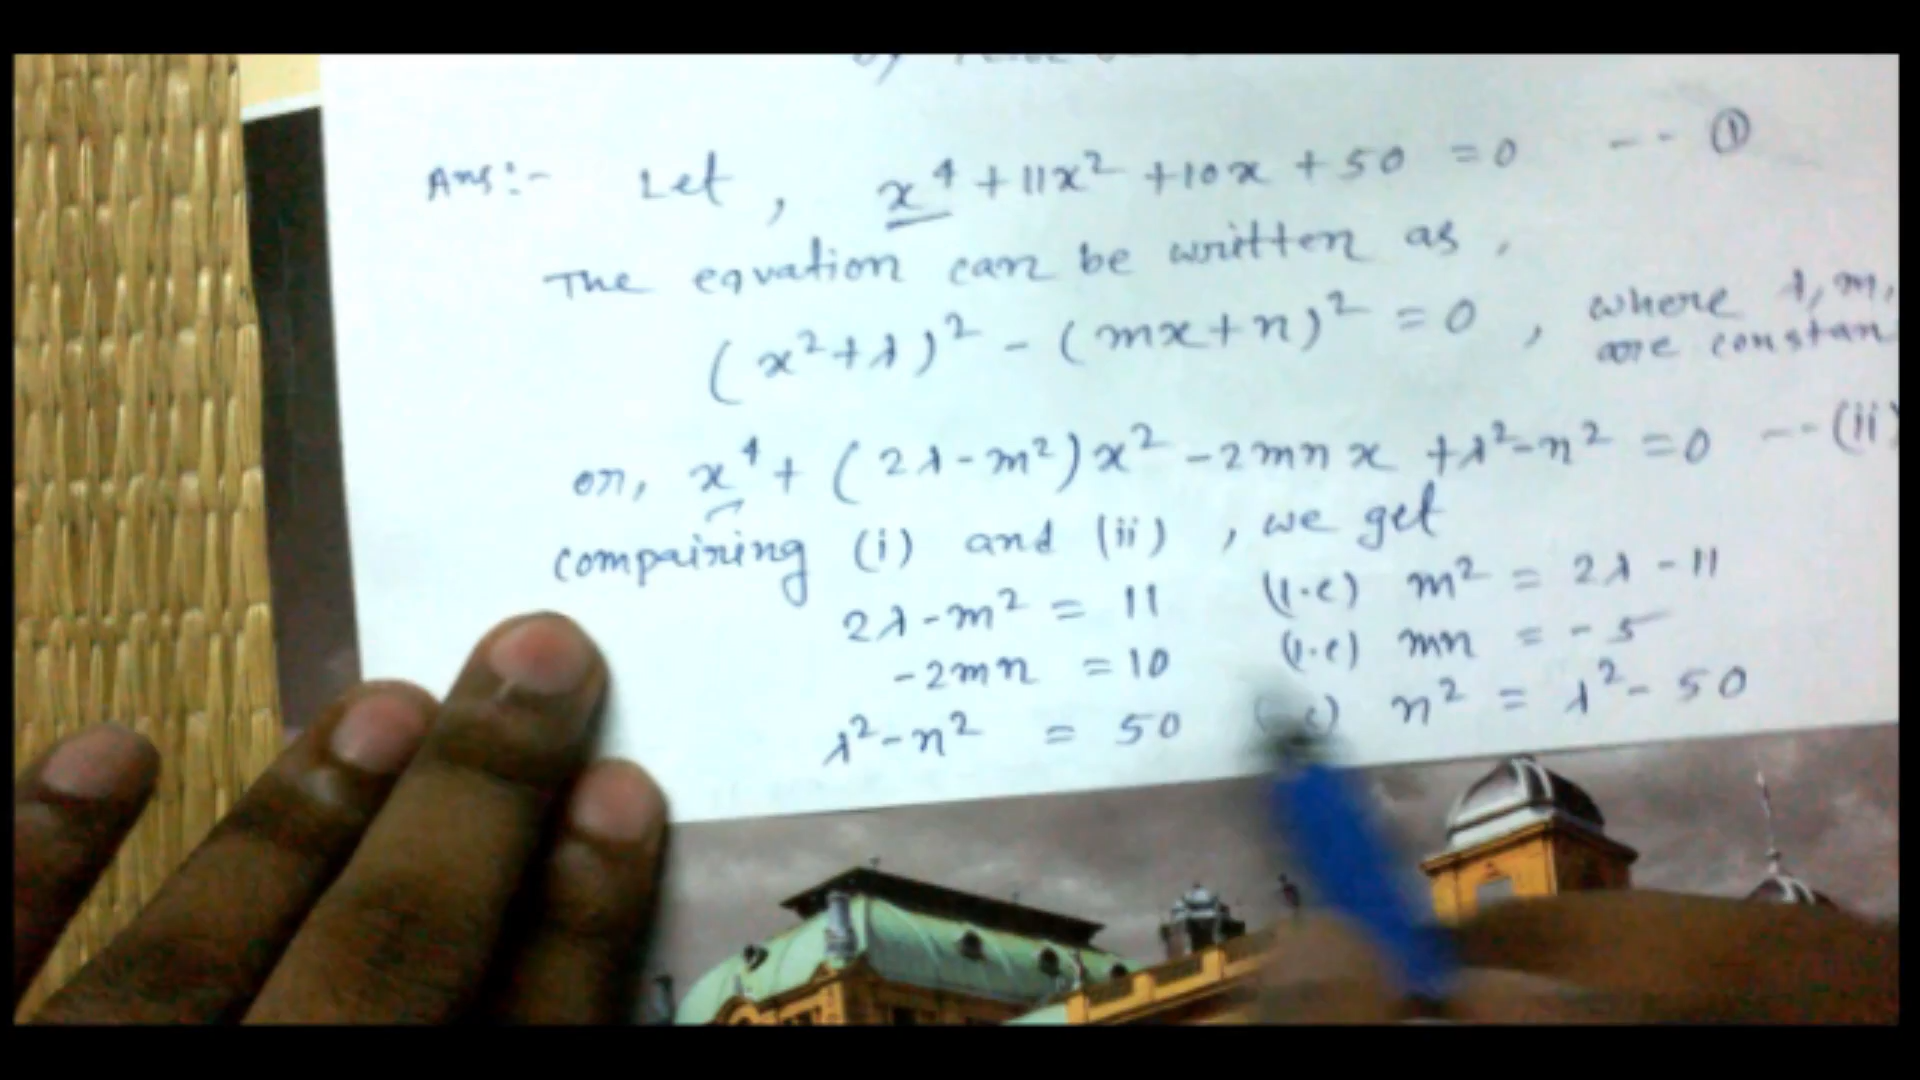 Ans:- Let, x⁴ + 11x² + 10x + 50 = 0 -- ①
The equation can be written as,
(x² + λ)² - (mx + n)² = 0, where λ, m,
are constan
or, x⁴ + (2λ - m²)x² - 2mnx + λ² - n² = 0 --- (ii)
compairing (i) and (ii), we get
2λ - m² = 11 (i.e) m² = 2λ - 11
-2mn = 10 (i.e) mn = -5
λ² - n² = 50 n² = λ² - 50